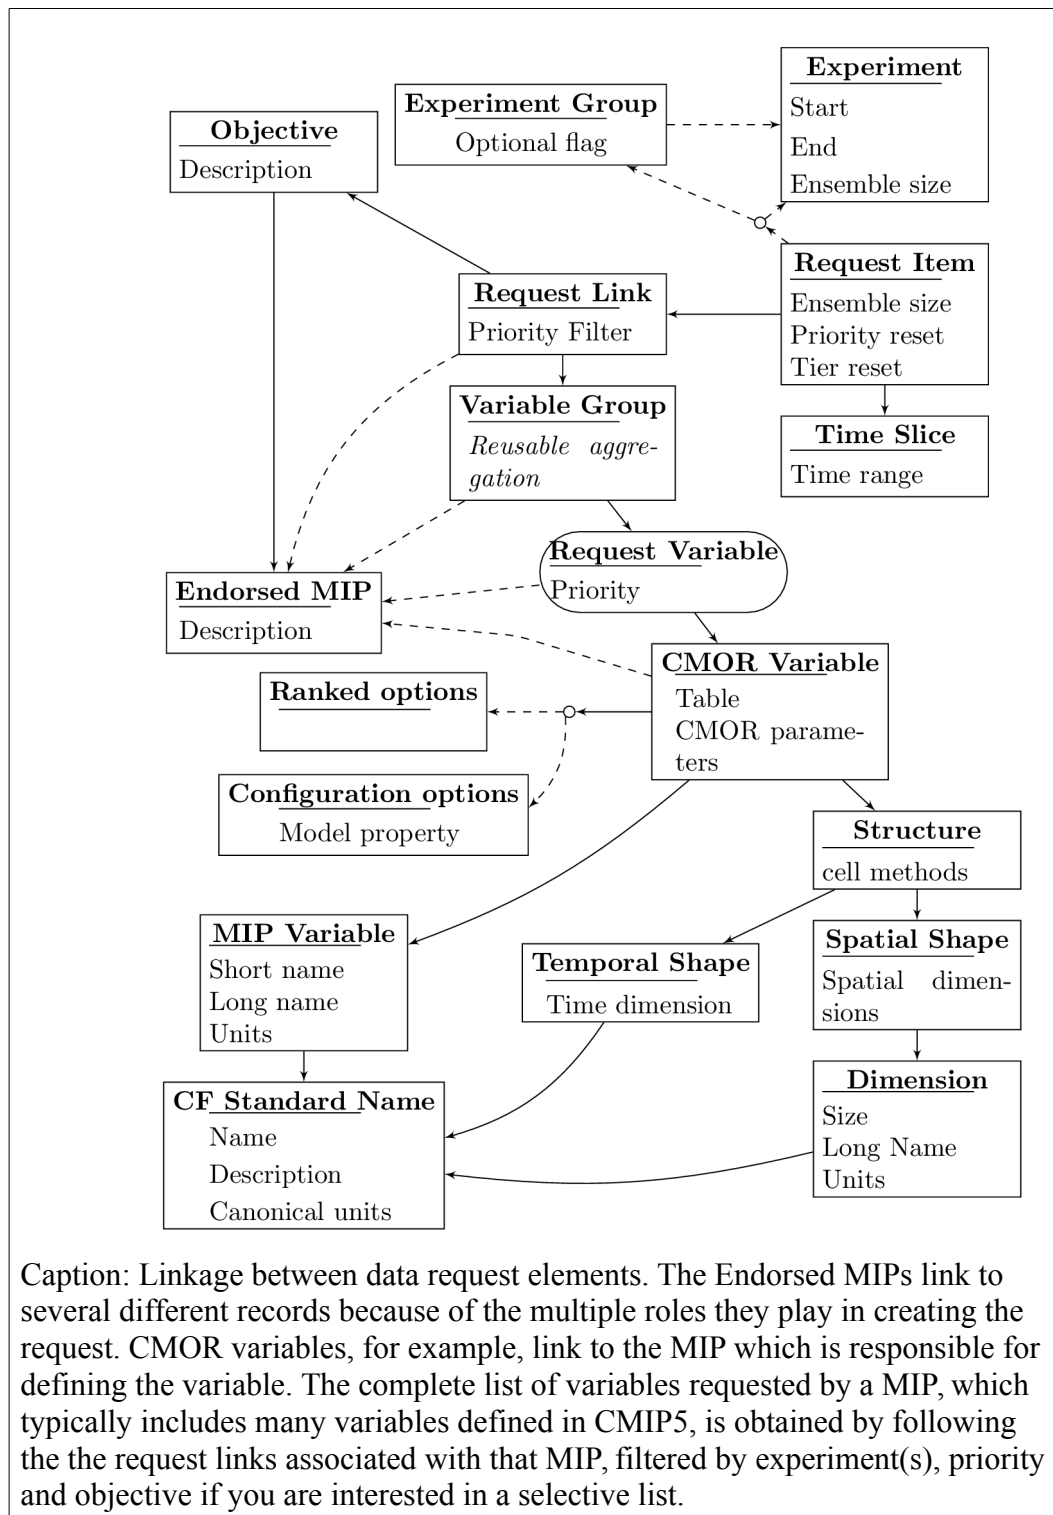 Experiment
Start
End
Ensemble size
Experiment Group
Optional flag
Objective
Description
Request Item
Ensemble size
Priority reset
Tier reset
Request Link
Priority Filter
Variable Group
Reusable aggre-
gation
Time Slice
Time range
Request Variable
Priority
Endorsed MIP
Description
CMOR Variable
Table
CMOR parame-
ters
Ranked options
Configuration options
Model property
Structure
cell methods
MIP Variable
Short name
Long name
Units
Temporal Shape
Time dimension
Spatial Shape
Spatial dimen-
sions
Dimension
Size
Long Name
Units
CF Standard Name
Name
Description
Canonical units
Caption: Linkage between data request elements. The Endorsed MIPs link to
several different records because of the multiple roles they play in creating the
request. CMOR variables, for example, link to the MIP which is responsible for
defining the variable. The complete list of variables requested by a MIP, which
typically includes many variables defined in CMIP5, is obtained by following
the the request links associated with that MIP, filtered by experiment(s), priority
and objective if you are interested in a selective list.